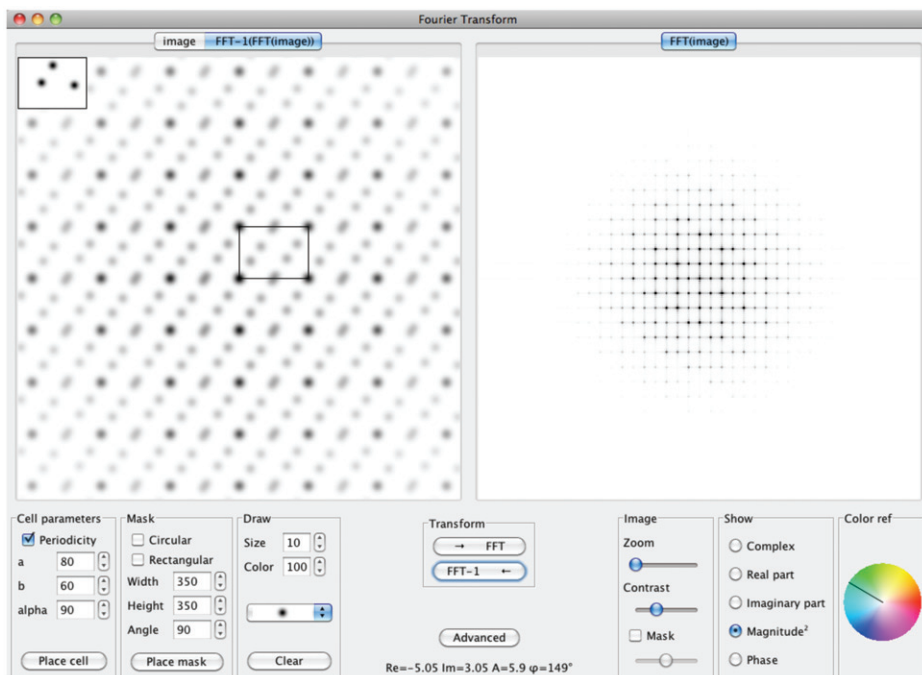 Fourier Transform
image FFT-1(FFT(image))
FFT(image)
Cell parameters
Periodicity
a 80
b 60
alpha 90
Place cell
Mask
Circular
Rectangular
Width 350
Height 350
Angle 90
Place mask
Draw
Size 10
Color 100
Clear
Transform
→ FFT
FFT-1 ←
Advanced
Re=-5.05 Im=3.05 A=5.9 φ=149°
Image
Zoom
Contrast
Mask
Show
Complex
Real part
Imaginary part
Magnitude²
Phase
Color ref